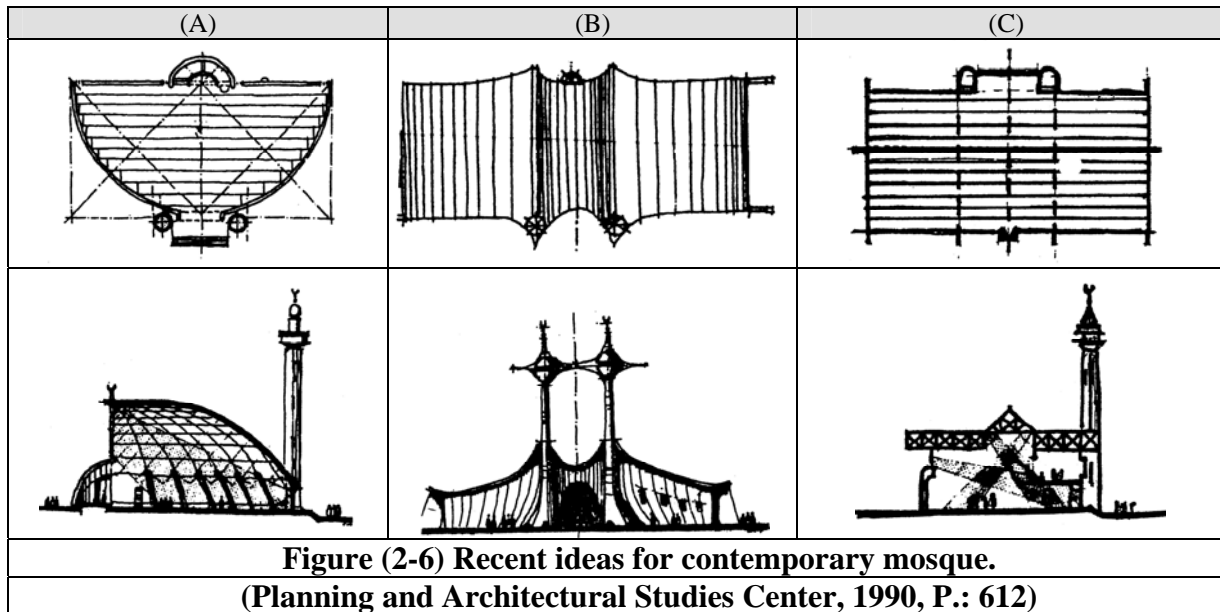 (A) (B) (C)
Figure (2-6) Recent ideas for contemporary mosque.
(Planning and Architectural Studies Center, 1990, P.: 612)